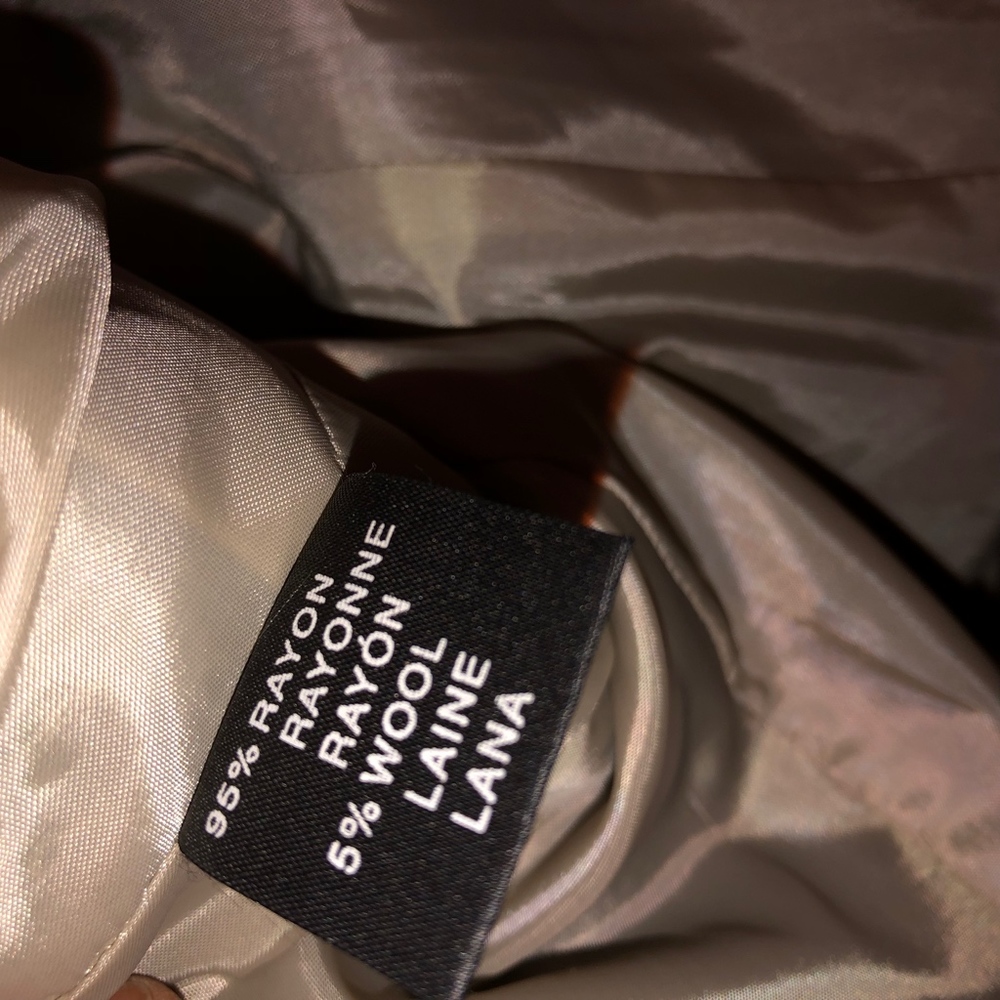 95% RAYON
RAYONNE
RAYÓN
5% WOOL
LAINE
LANA